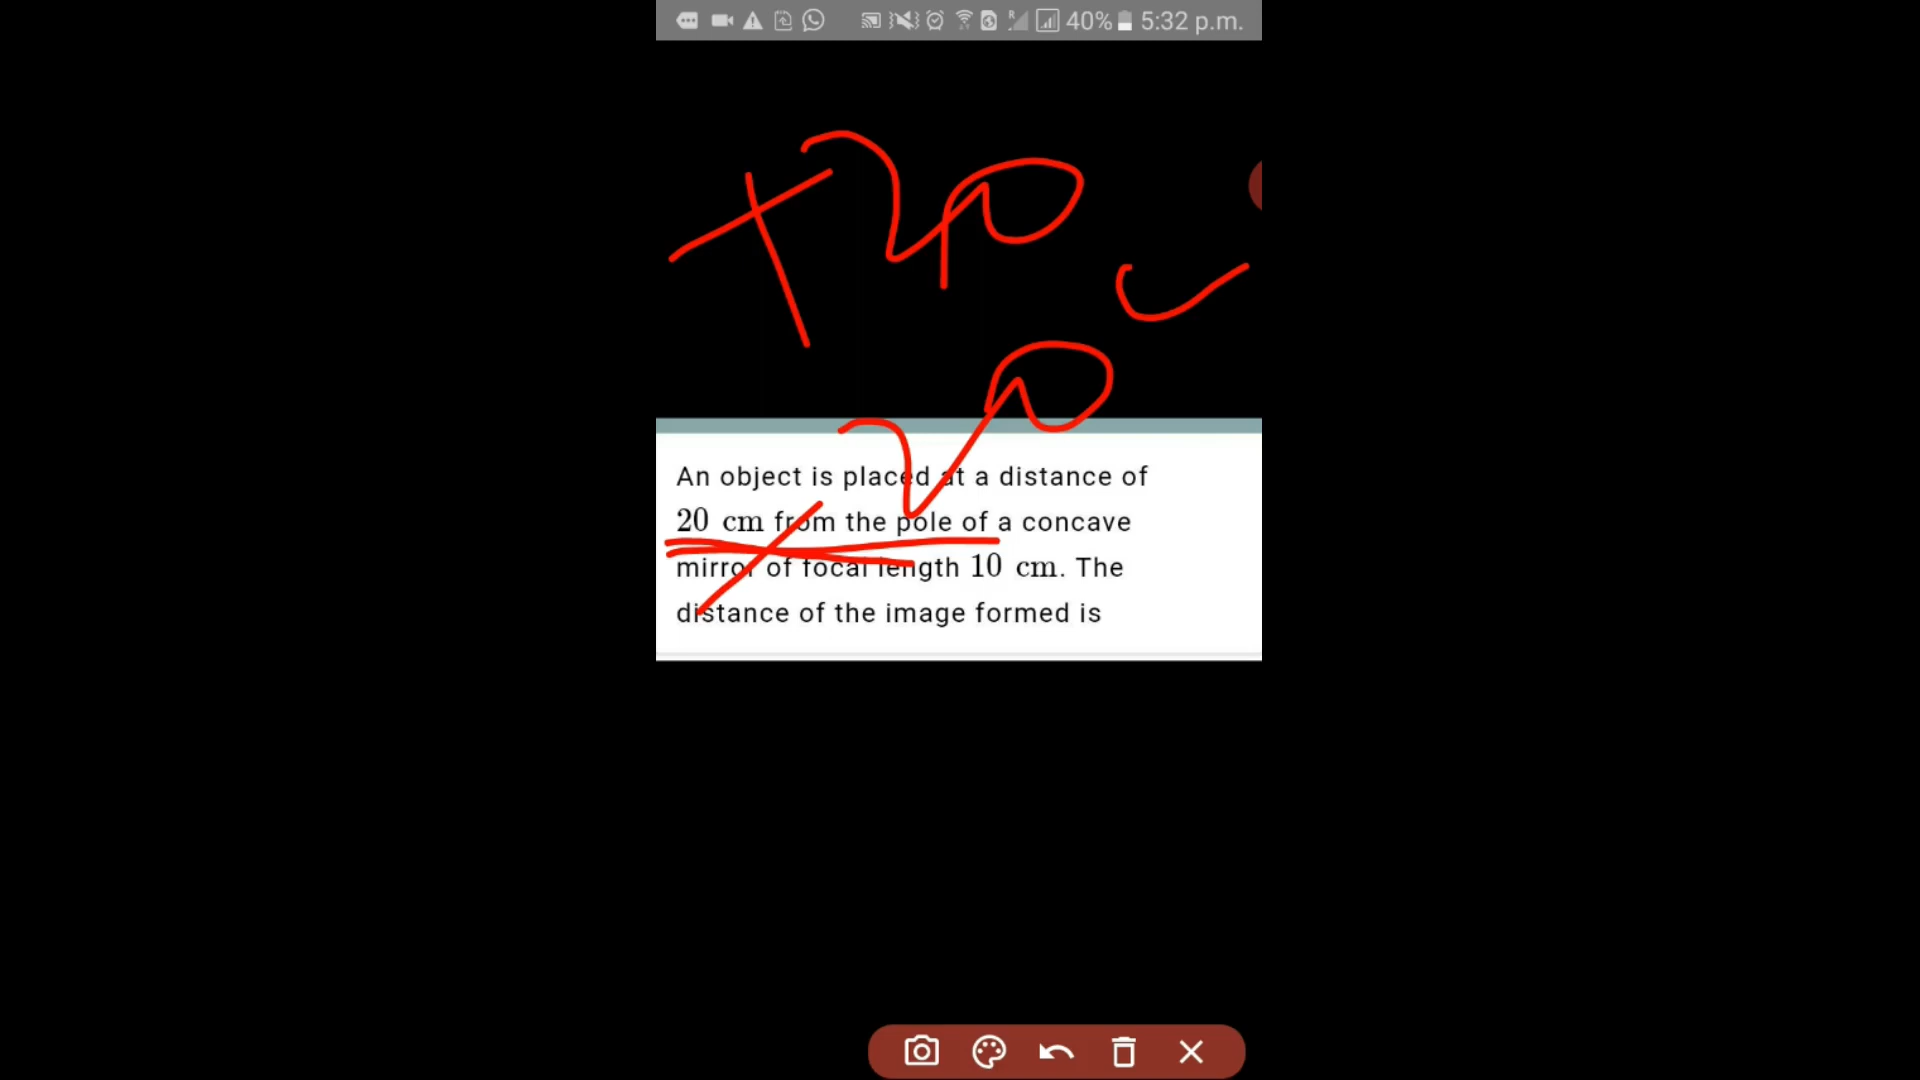 40% 5:32 p.m.
+20
20
An object is placed at a distance of
20 cm from the pole of a concave
mirror of focal length 10 cm. The
distance of the image formed is